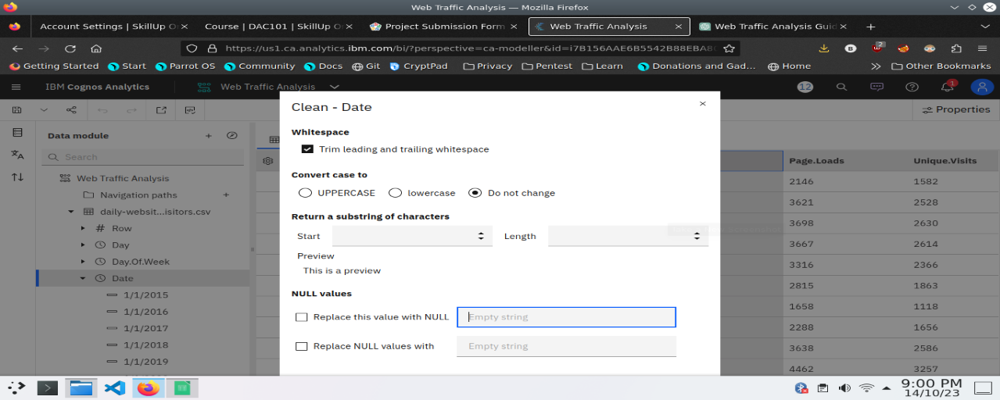 Web Traffic Analysis — Mozilla Firefox
Account Settings | SkillUp O
Course | DAC101 | SkillUp O
Project Submission Form
Web Traffic Analysis
Web Traffic Analysis Guid
https://us1.ca.analytics.ibm.com/bi/?perspective=ca-modeller&id=i7B156AAE6B5542B88EBA8
B
2
Getting Started
Start
Parrot OS
Community
Docs
Git
CryptPad
Privacy
Pentest
Learn
Donations and Gad...
Home
Other Bookmarks
IBM Cognos Analytics
Web Traffic Analysis
12
1
Properties
Data module
Search
Web Traffic Analysis
Navigation paths
daily-websit...isitors.csv
Row
Day
Day.Of.Week
Date
1/1/2015
1/1/2016
1/1/2017
1/1/2018
1/1/2019
Clean - Date
Whitespace
Trim leading and trailing whitespace
Convert case to
UPPERCASE lowercase Do not change
Return a substring of characters
Start Length
Preview
This is a preview
NULL values
Replace this value with NULL Empty string
Replace NULL values with Empty string
Page.Loads Unique.Visits
2146 1582
3621 2528
3698 2630
3667 2614
3316 2366
2815 1863
1658 1118
2288 1656
3638 2586
4462 3257
9:00 PM
14/10/23